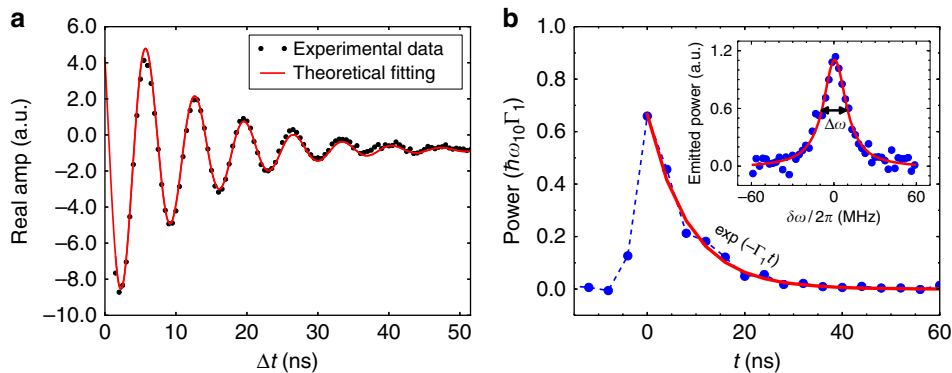 a
Real amp (a.u.)
6.0
4.0
2.0
0.0
−2.0
−4.0
−6.0
−8.0
−10.0
Experimental data
Theoretical fitting
0
10
20
30
40
50
Δt (ns)
b
Power (ℏω₁₀Γ₁)
1.0
0.8
0.6
0.4
0.2
0.0
exp (−Γ₁t)
0
20
40
60
t (ns)
Emitted power (a.u.)
1.2
0.6
0.0
Δω
−60
0
60
δω/2π (MHz)